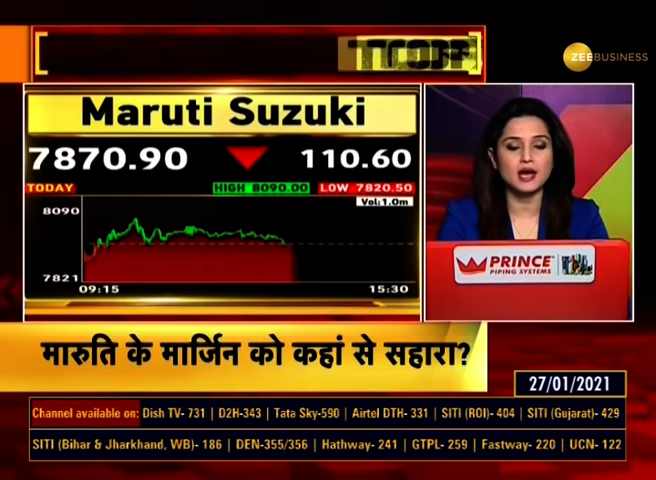 ZEEBUSINESS
Maruti Suzuki
7870.90 110.60
TODAY HIGH 8090.00 LOW 7820.50
Vol:1.0m
8090
7821
09:15 15:30
PRINCE
PIPING SYSTEMS
मारुति के मार्जिन को कहां से सहारा?
27/01/2021
Channel available on: Dish TV- 731 | D2H-343 | Tata Sky-590 | Airtel DTH- 331 | SITI (ROI)- 404 | SITI (Gujarat)- 429
SITI (Bihar & Jharkhand, WB)- 186 | DEN-355/356 | Hathway- 241 | GTPL- 259 | Fastway- 220 | UCN- 122